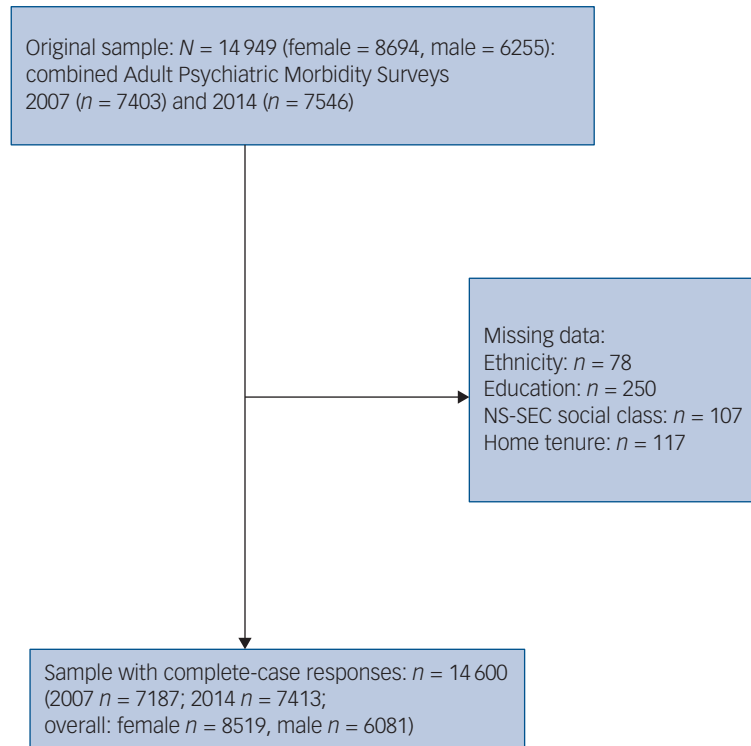 Original sample: N = 14 949 (female = 8694, male = 6255):
combined Adult Psychiatric Morbidity Surveys
2007 (n = 7403) and 2014 (n = 7546)
Missing data:
Ethnicity: n = 78
Education: n = 250
NS-SEC social class: n = 107
Home tenure: n = 117
Sample with complete-case responses: n = 14 600
(2007 n = 7187; 2014 n = 7413;
overall: female n = 8519, male n = 6081)